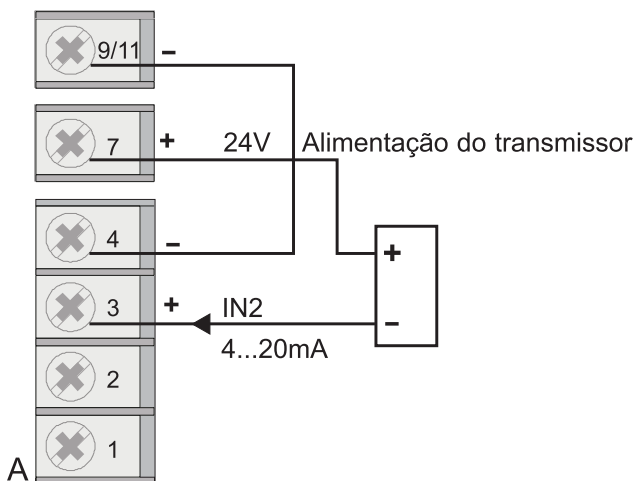 9/11 -
7 + 24V Alimentação do transmissor
4 - +
3 + IN2 -
4...20mA
2
1
A